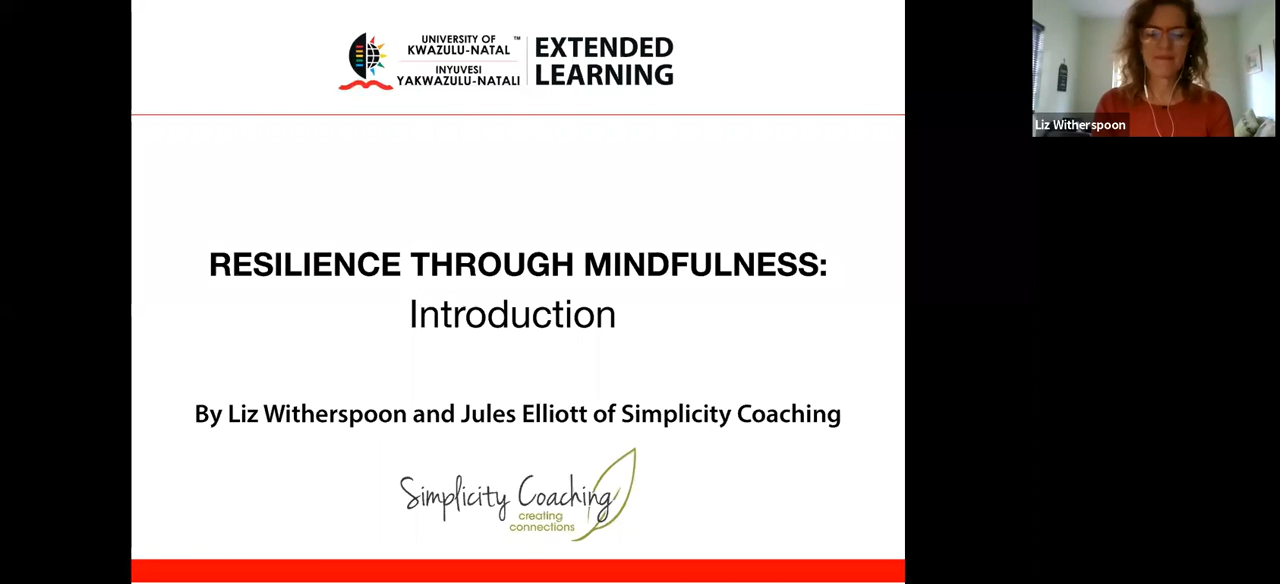 UNIVERSITY OF
KWAZULU-NATAL™
INYUVESI
YAKWAZULU-NATALI
EXTENDED
LEARNING
Liz Witherspoon
RESILIENCE THROUGH MINDFULNESS:
Introduction
By Liz Witherspoon and Jules Elliott of Simplicity Coaching
Simplicity Coaching
creating
connections